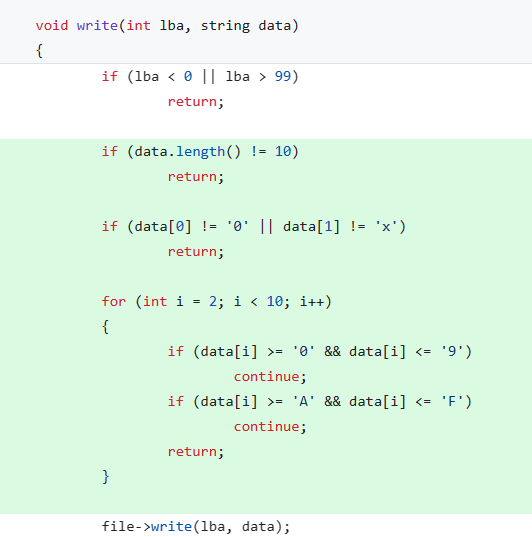 void write(int lba, string data)
{
if (lba < 0 || lba > 99)
return;
if (data.length() != 10)
return;
if (data[0] != '0' || data[1] != 'x')
return;
for (int i = 2; i < 10; i++)
{
if (data[i] >= '0' && data[i] <= '9')
continue;
if (data[i] >= 'A' && data[i] <= 'F')
continue;
return;
}
file->write(lba, data);